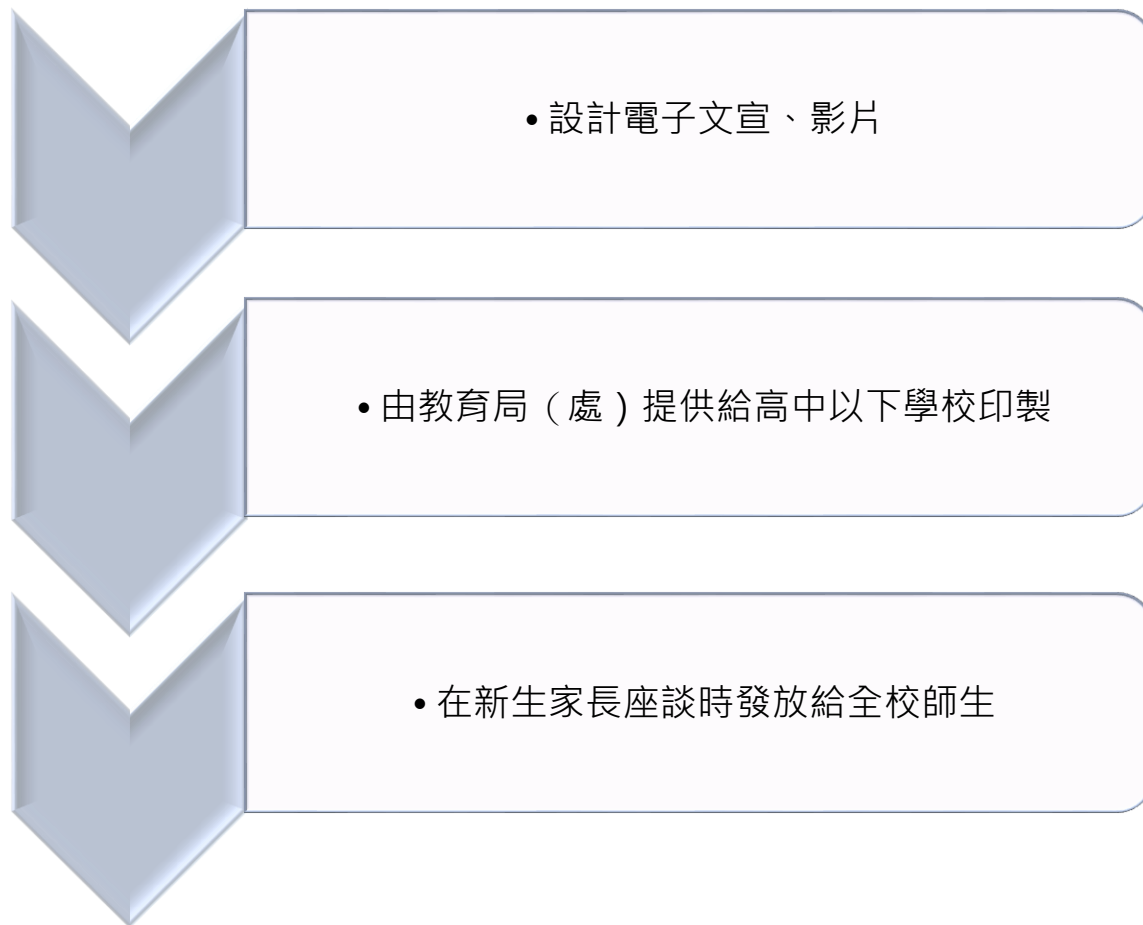 • 設計電子文宣、影片
• 由教育局（處）提供給高中以下學校印製
• 在新生家長座談時發放給全校師生